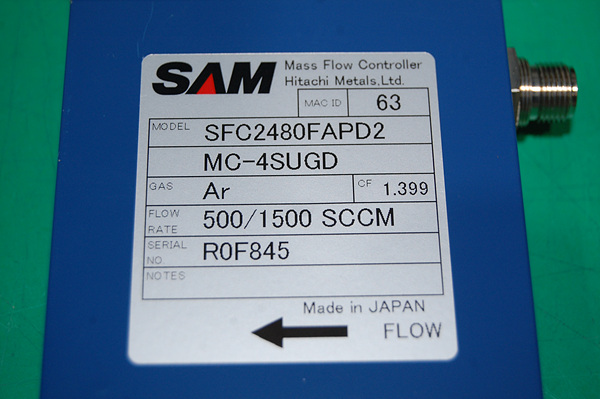 SAM
Mass Flow Controller
Hitachi Metals,Ltd.
MAC ID 63
MODEL SFC2480FAPD2
MC-4SUGD
GAS Ar CF 1.399
FLOW RATE 500/1500 SCCM
SERIAL NO. R0F845
NOTES
Made in JAPAN
FLOW